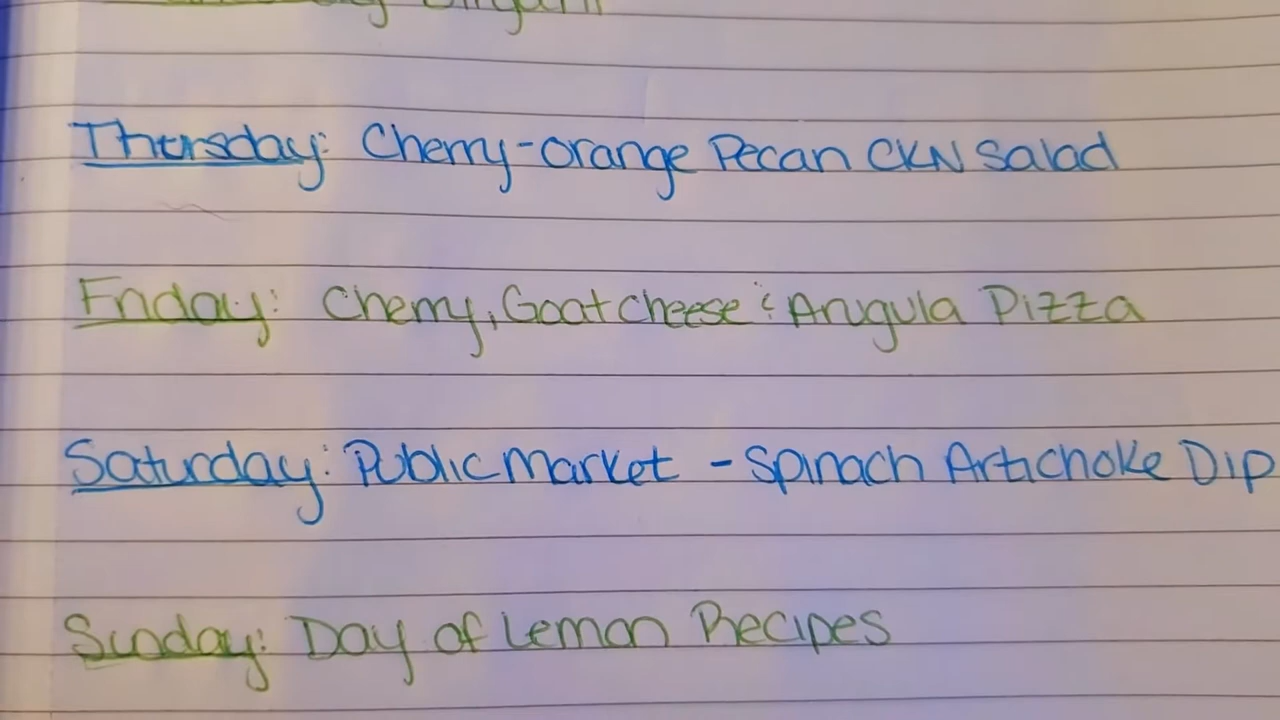 Thursday: Cherry-orange Pecan CKN Salad
Friday: Cherry, Goat cheese & Arugula Pizza
Saturday: Public Market - Spinach Artichoke Dip
Sunday: Day of Lemon Recipes